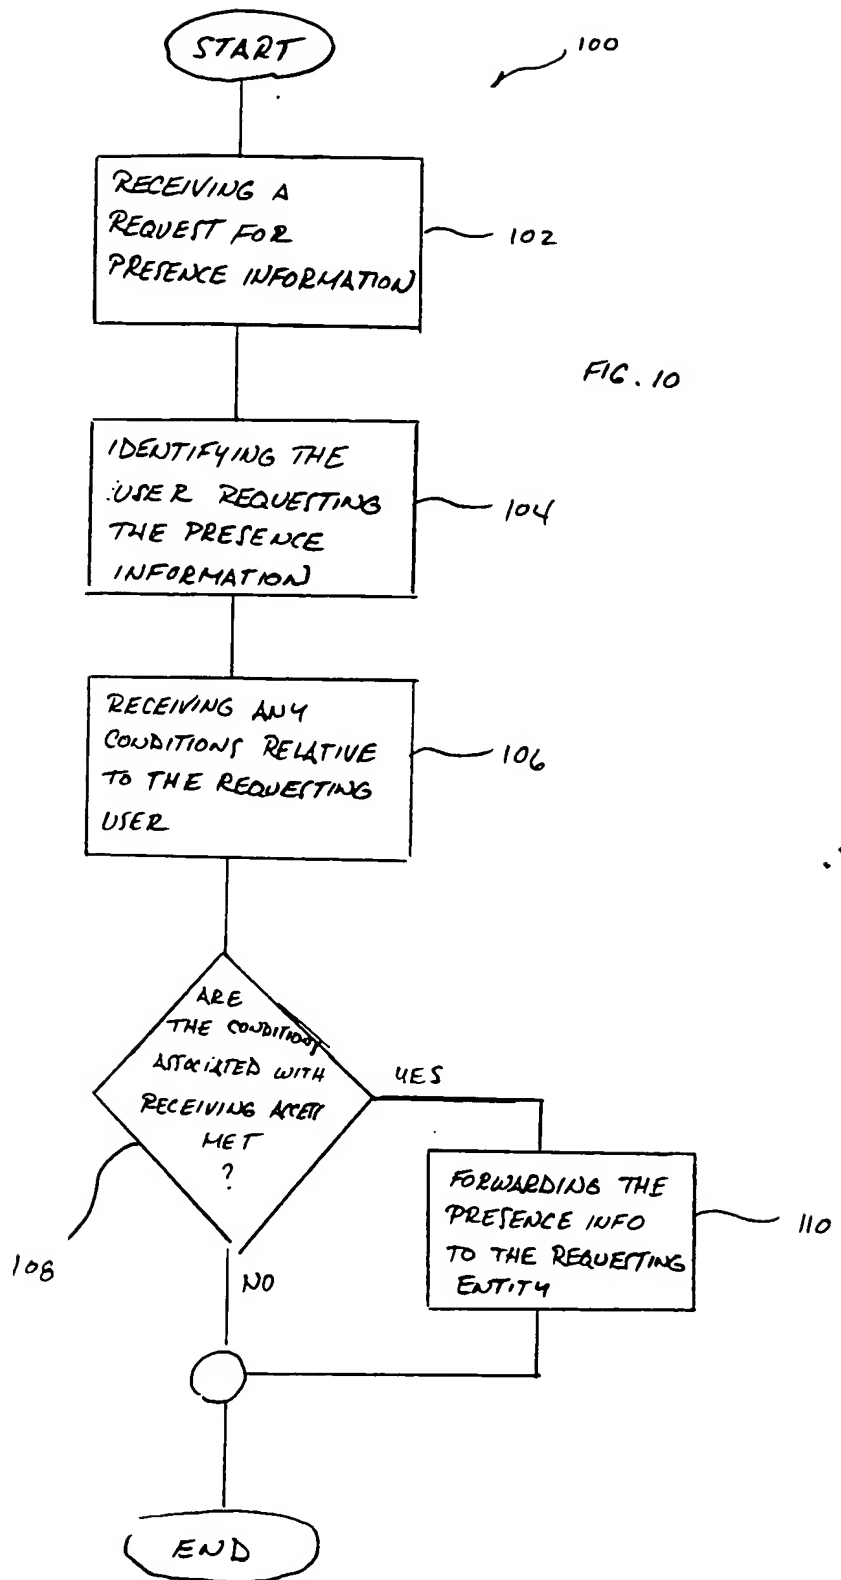 START
100
RECEIVING A
REQUEST FOR
PRESENCE INFORMATION
102
FIG. 10
IDENTIFYING THE
USER REQUESTING
THE PRESENCE
INFORMATION
104
RECEIVING ANY
CONDITIONS RELATIVE
TO THE REQUESTING
USER
106
ARE
THE CONDITIONS
ASSOCIATED WITH
RECEIVING ACCESS
MET
?
YES
108
NO
FORWARDING THE
PRESENCE INFO
TO THE REQUESTING
ENTITY
110
END